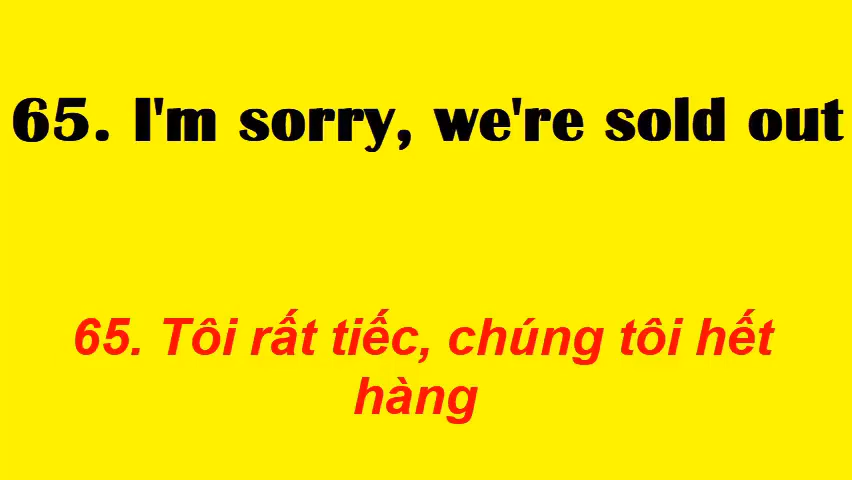 65. I'm sorry, we're sold out
65. Tôi rất tiếc, chúng tôi hết
hàng